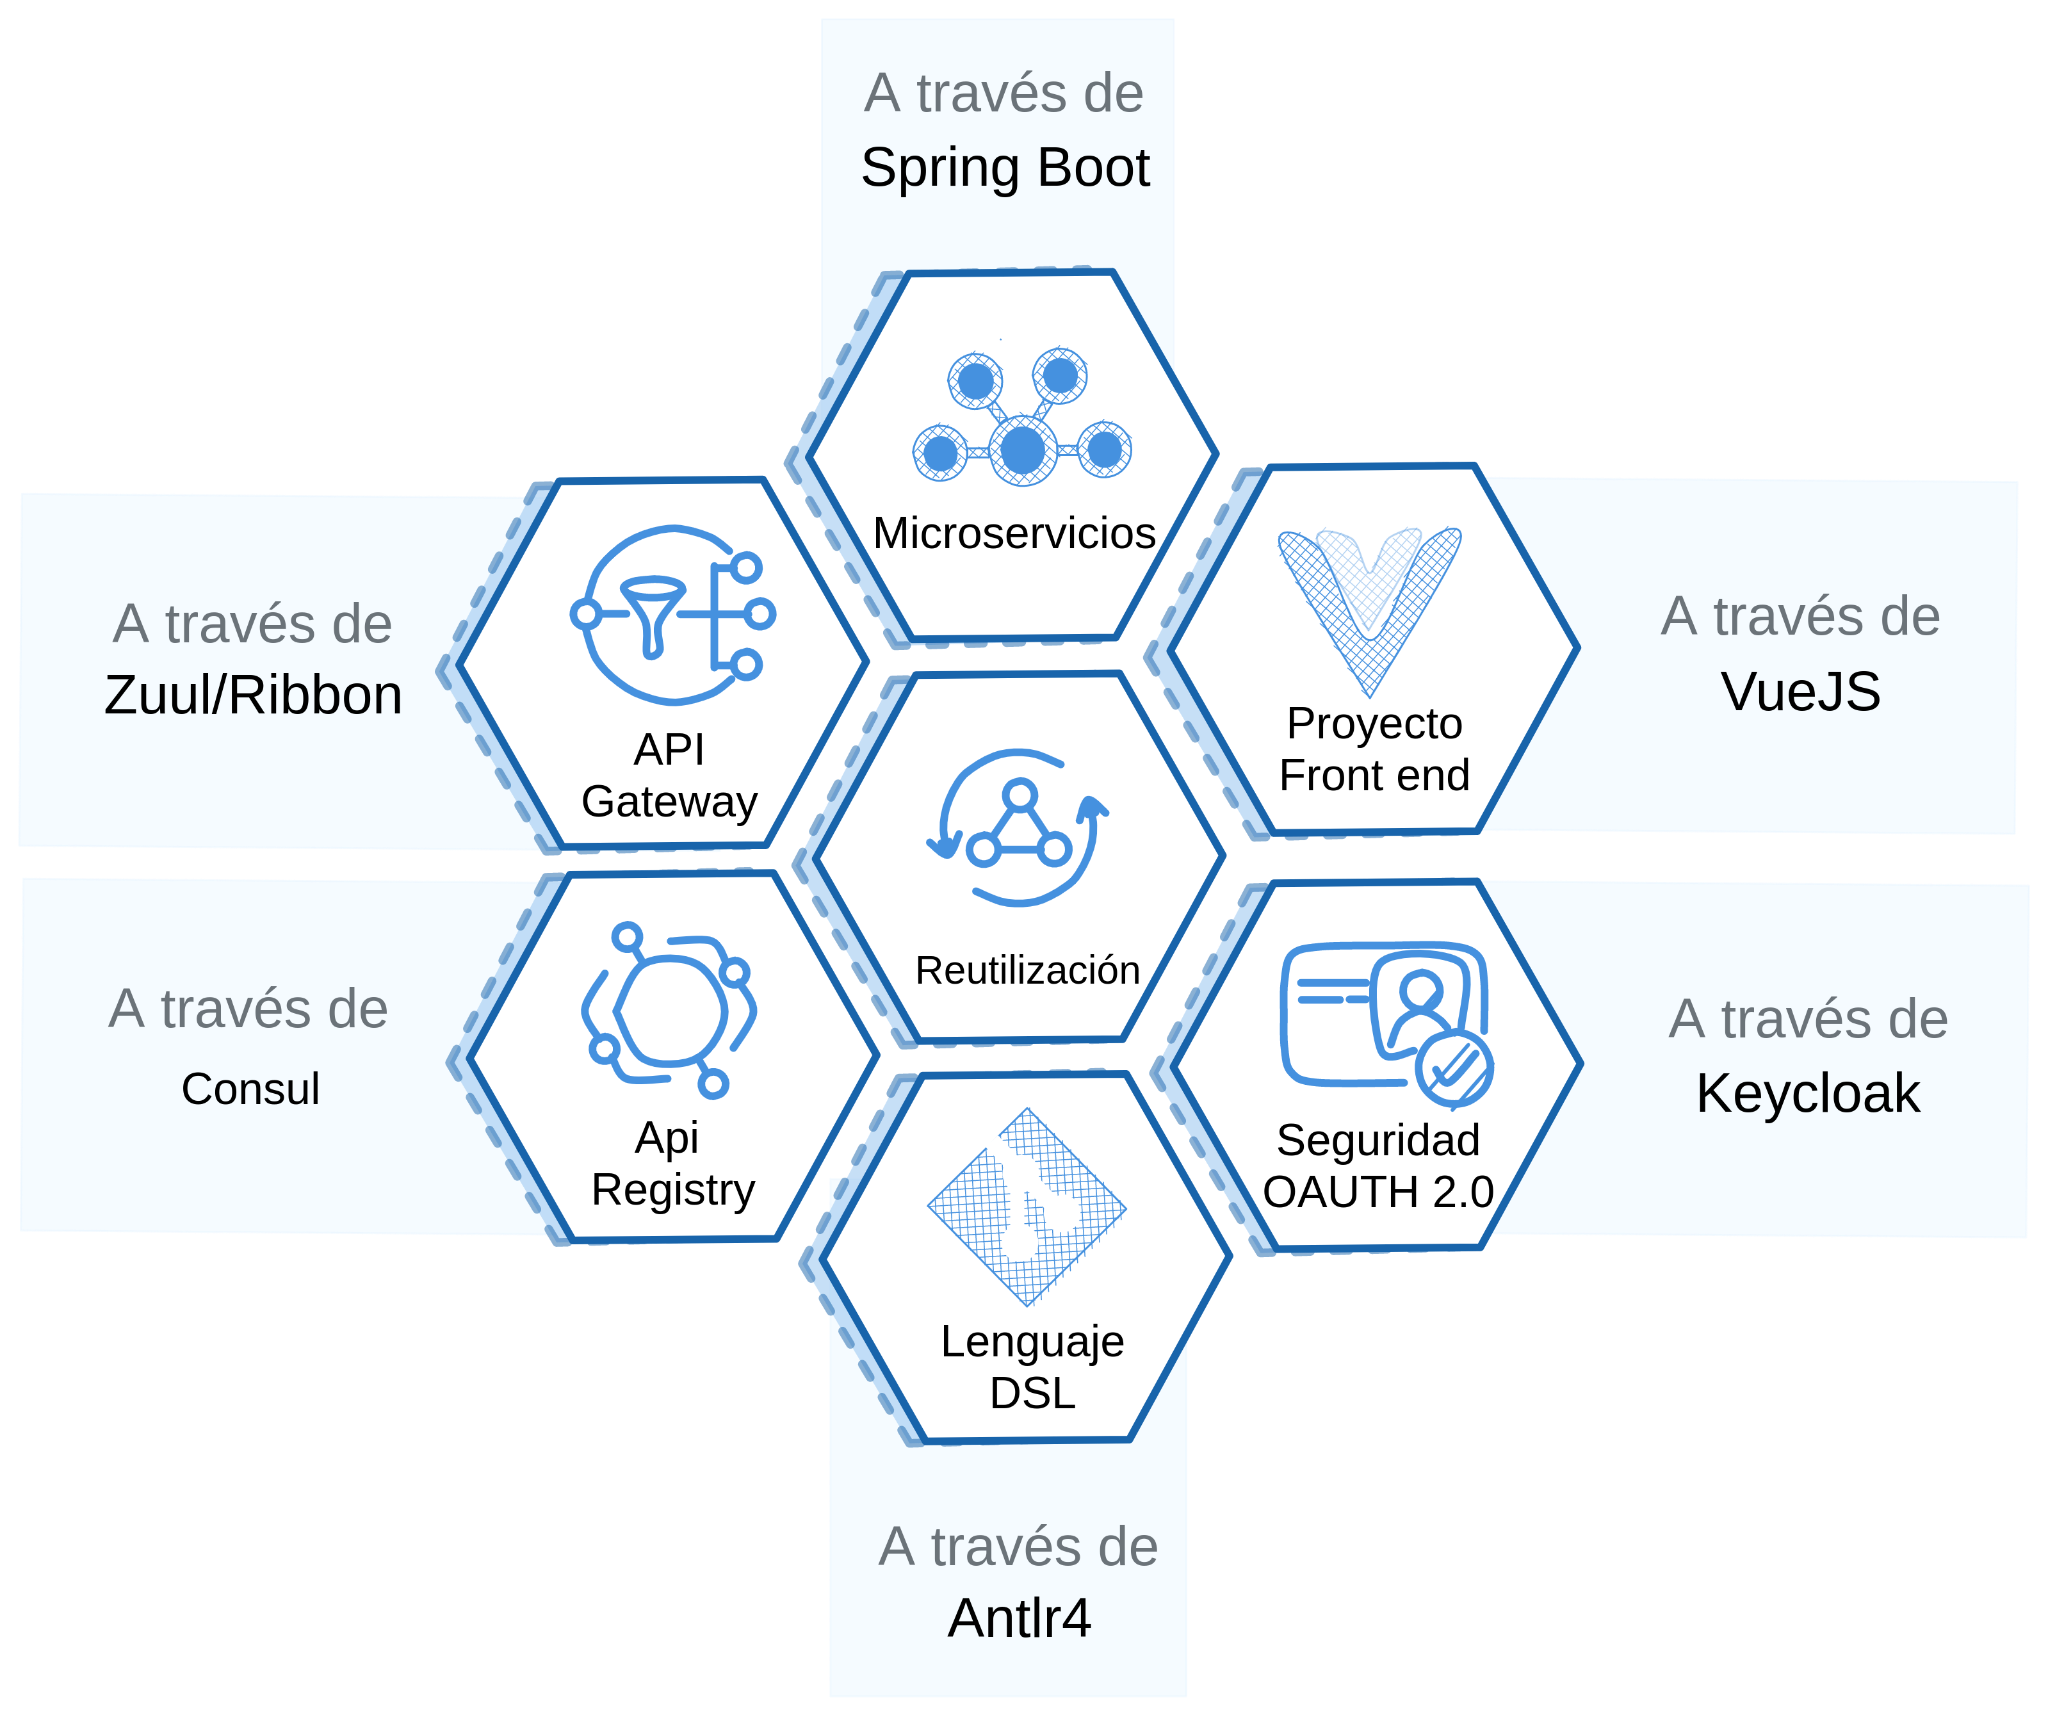 A través de
Spring Boot
Microservicios
A través de
Zuul/Ribbon
API
Gateway
Proyecto
Front end
A través de
VueJS
Reutilización
A través de
Consul
Api
Registry
Seguridad
OAUTH 2.0
A través de
Keycloak
Lenguaje
DSL
A través de
Antlr4